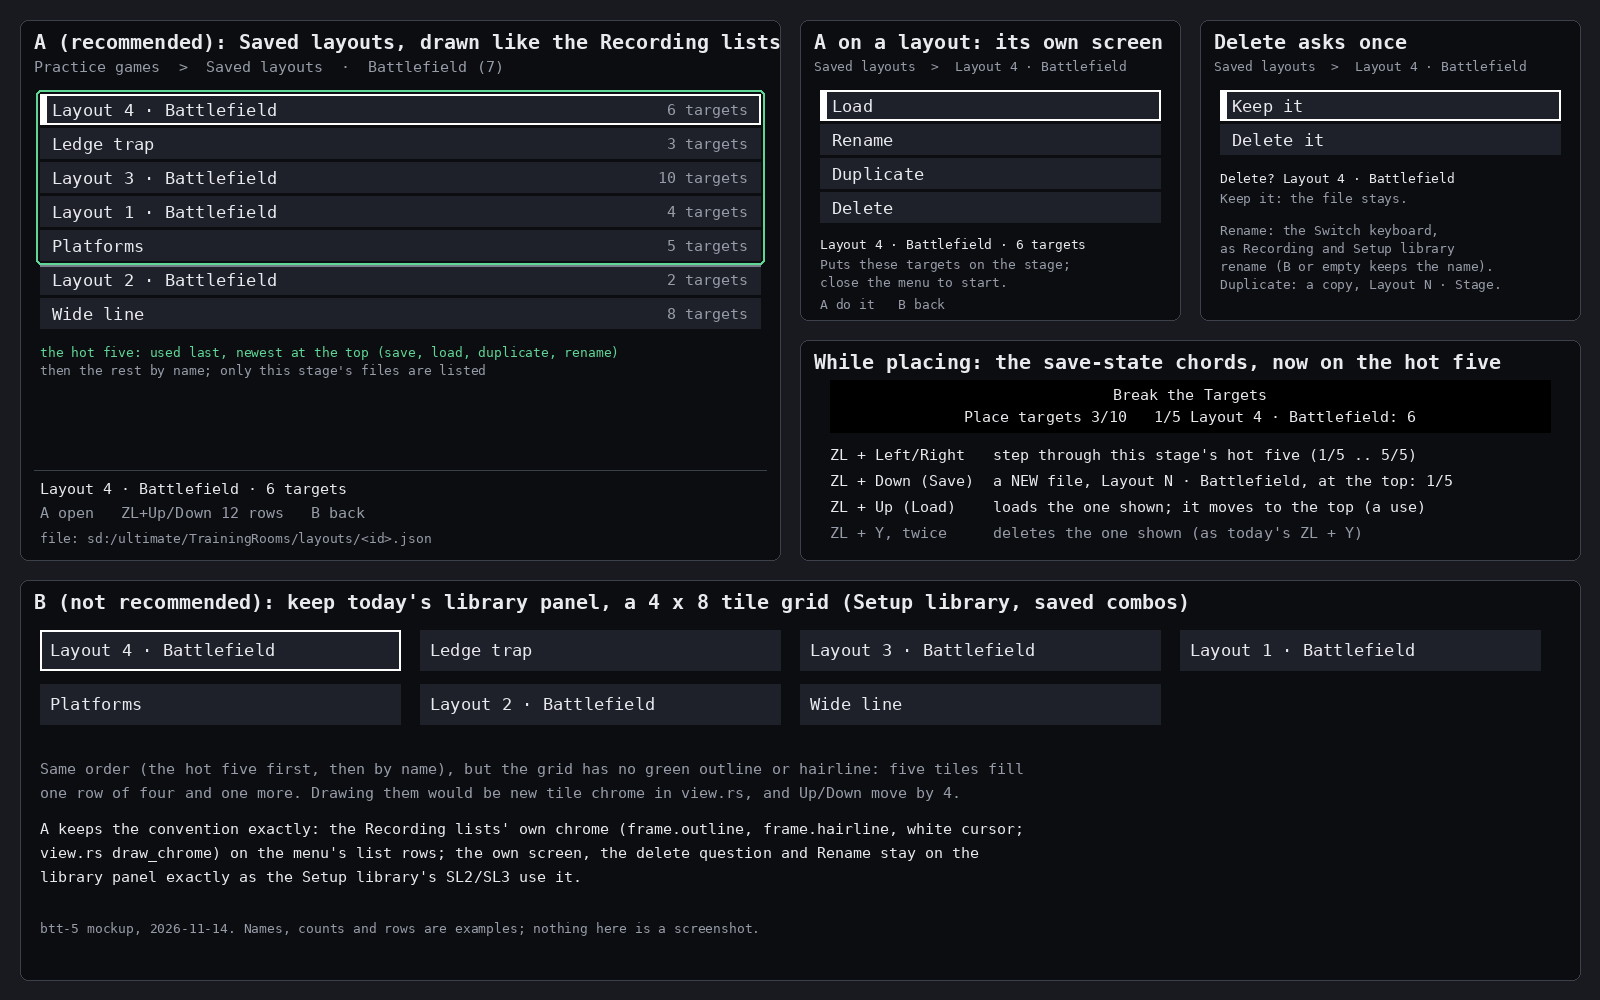 A (recommended): Saved layouts, drawn like the Recording lists
Practice games  >  Saved layouts  ·  Battlefield (7)
Layout 4 · Battlefield  6 targets
Ledge trap  3 targets
Layout 3 · Battlefield  10 targets
Layout 1 · Battlefield  4 targets
Platforms  5 targets
Layout 2 · Battlefield  2 targets
Wide line  8 targets
the hot five: used last, newest at the top (save, load, duplicate, rename)
then the rest by name; only this stage's files are listed
Layout 4 · Battlefield · 6 targets
A open   ZL+Up/Down 12 rows   B back
file: sd:/ultimate/TrainingRooms/layouts/<id>.json
A on a layout: its own screen
Saved layouts  >  Layout 4 · Battlefield
Load
Rename
Duplicate
Delete
Layout 4 · Battlefield · 6 targets
Puts these targets on the stage;
close the menu to start.
A do it   B back
Delete asks once
Saved layouts  >  Layout 4 · Battlefield
Keep it
Delete it
Delete? Layout 4 · Battlefield
Keep it: the file stays.
Rename: the Switch keyboard,
as Recording and Setup library
rename (B or empty keeps the name).
Duplicate: a copy, Layout N · Stage.
While placing: the save-state chords, now on the hot five
Break the Targets
Place targets 3/10   1/5 Layout 4 · Battlefield: 6
ZL + Left/Right   step through this stage's hot five (1/5 .. 5/5)
ZL + Down (Save)  a NEW file, Layout N · Battlefield, at the top: 1/5
ZL + Up (Load)    loads the one shown; it moves to the top (a use)
ZL + Y, twice     deletes the one shown (as today's ZL + Y)
B (not recommended): keep today's library panel, a 4 x 8 tile grid (Setup library, saved combos)
Layout 4 · Battlefield  Ledge trap  Layout 3 · Battlefield  Layout 1 · Battlefield
Platforms  Layout 2 · Battlefield  Wide line
Same order (the hot five first, then by name), but the grid has no green outline or hairline: five tiles fill
one row of four and one more. Drawing them would be new tile chrome in view.rs, and Up/Down move by 4.
A keeps the convention exactly: the Recording lists' own chrome (frame.outline, frame.hairline, white cursor;
view.rs draw_chrome) on the menu's list rows; the own screen, the delete question and Rename stay on the
library panel exactly as the Setup library's SL2/SL3 use it.
btt-5 mockup, 2026-11-14. Names, counts and rows are examples; nothing here is a screenshot.